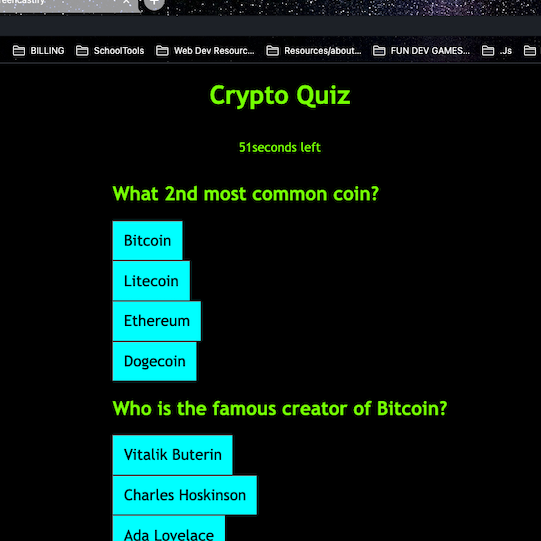 BILLING SchoolTools Web Dev Resourc... Resources/about... FUN DEV GAMES... .Js
Crypto Quiz
51seconds left
What 2nd most common coin?
Bitcoin
Litecoin
Ethereum
Dogecoin
Who is the famous creator of Bitcoin?
Vitalik Buterin
Charles Hoskinson
Ada Lovelace